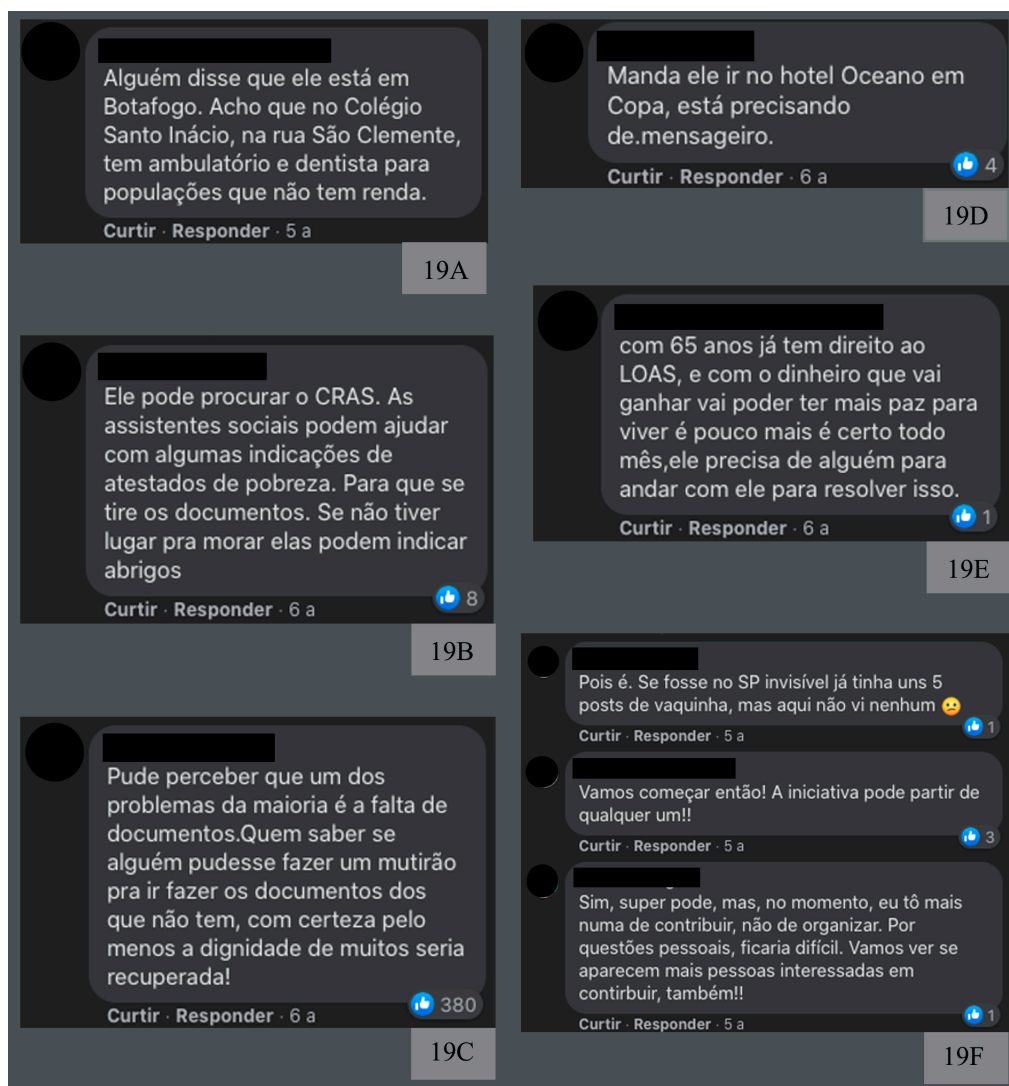 Alguém disse que ele está em
Botafogo. Acho que no Colégio
Santo Inácio, na rua São Clemente,
tem ambulatório e dentista para
populações que não tem renda.
Curtir · Responder · 5 a
19A
Ele pode procurar o CRAS. As
assistentes sociais podem ajudar
com algumas indicações de
atestados de pobreza. Para que se
tire os documentos. Se não tiver
lugar pra morar elas podem indicar
abrigos
8
Curtir · Responder · 6 a
19B
Pude perceber que um dos
problemas da maioria é a falta de
documentos.Quem saber se
alguém pudesse fazer um mutirão
pra ir fazer os documentos dos
que não tem, com certeza pelo
menos a dignidade de muitos seria
recuperada!
380
Curtir · Responder · 6 a
19C
Manda ele ir no hotel Oceano em
Copa, está precisando
de.mensageiro.
4
Curtir · Responder · 6 a
19D
com 65 anos já tem direito ao
LOAS, e com o dinheiro que vai
ganhar vai poder ter mais paz para
viver é pouco mais é certo todo
mês,ele precisa de alguém para
andar com ele para resolver isso.
1
Curtir · Responder · 6 a
19E
Pois é. Se fosse no SP invisível já tinha uns 5
posts de vaquinha, mas aqui não vi nenhum 😕
1
Curtir · Responder · 5 a
Vamos começar então! A iniciativa pode partir de
qualquer um!!
3
Curtir · Responder · 5 a
Sim, super pode, mas, no momento, eu tô mais
numa de contribuir, não de organizar. Por
questões pessoais, ficaria difícil. Vamos ver se
aparecem mais pessoas interessadas em
contirbuir, também!!
1
Curtir · Responder · 5 a
19F